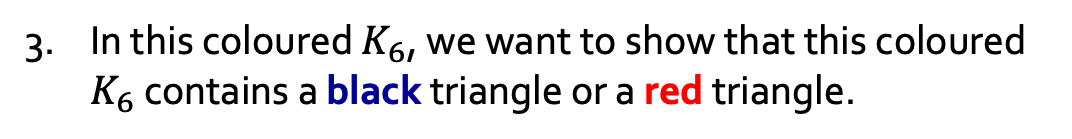 3. In this coloured K₆, we want to show that this coloured
K₆ contains a black triangle or a red triangle.